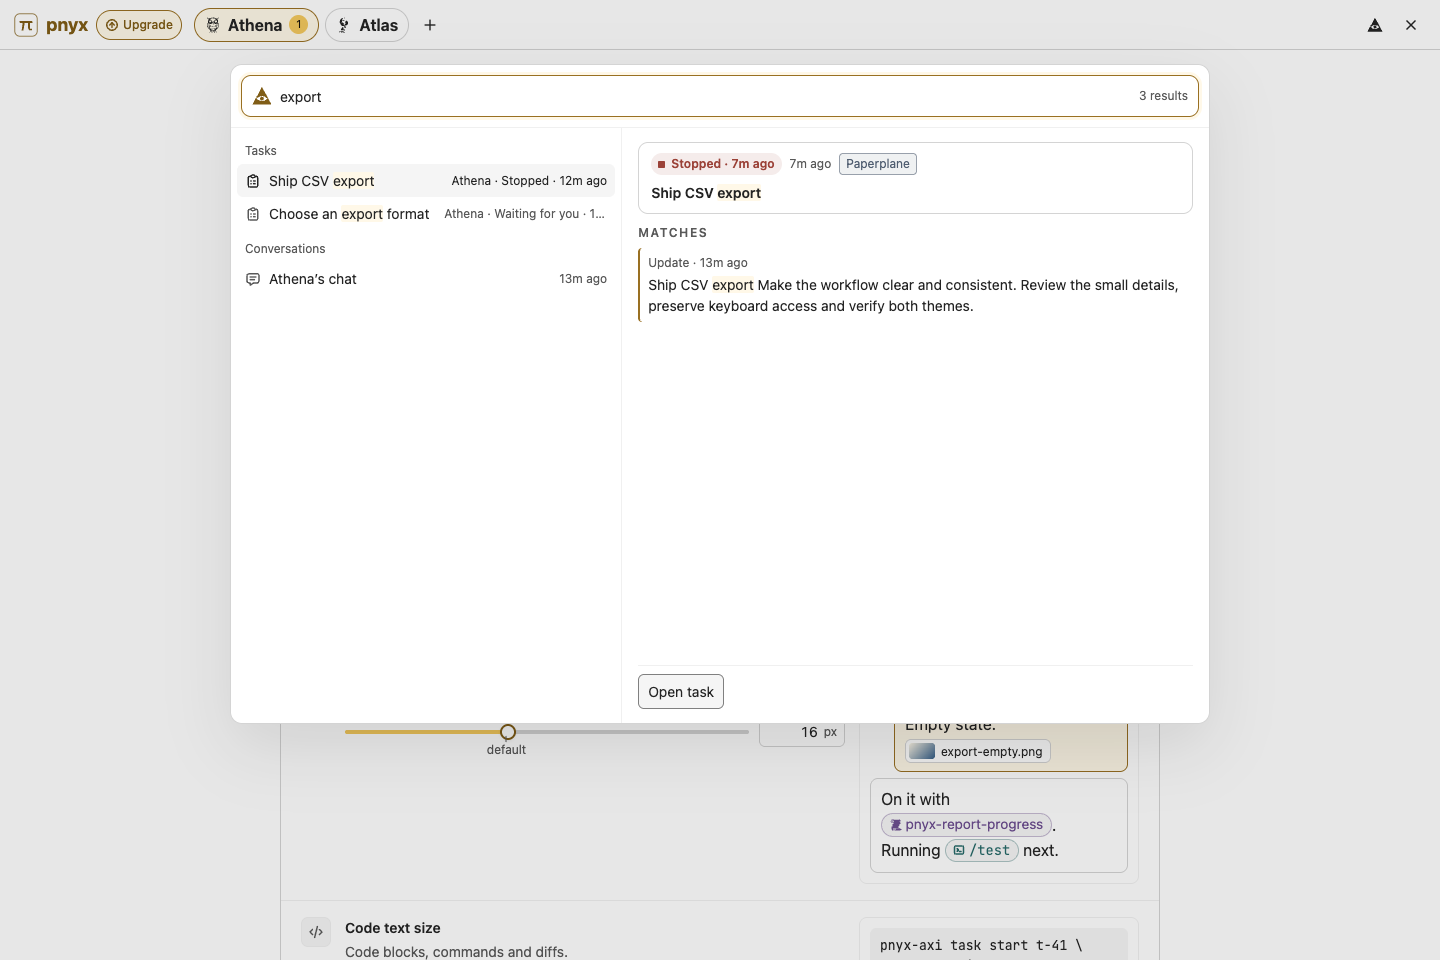 π pnyx Upgrade Athena 1 Atlas
export 3 results
Tasks
Ship CSV export Athena · Stopped · 12m ago
Choose an export format Athena · Waiting for you · 1...
Conversations
Athena's chat 13m ago
Stopped · 7m ago 7m ago Paperplane
Ship CSV export
MATCHES
Update · 13m ago
Ship CSV export Make the workflow clear and consistent. Review the small details,
preserve keyboard access and verify both themes.
Open task
16 px
default
Empty state.
export-empty.png
On it with
pnyx-report-progress.
Running /test next.
Code text size
Code blocks, commands and diffs.
pnyx-axi task start t-41 \